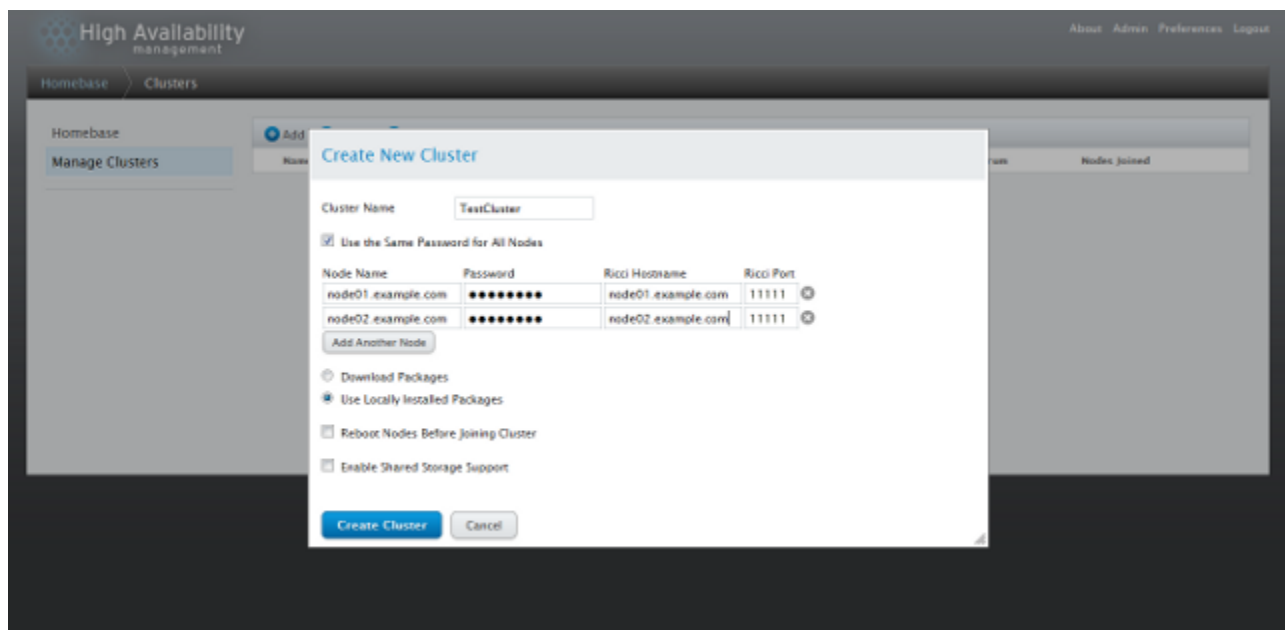 High Availability
management
About Admin Preferences Logout
Homebase Clusters
Homebase
Manage Clusters
Add
Nodes Joined
Create New Cluster
Cluster Name TestCluster
Use the Same Password for All Nodes
Node Name Password Ricci Hostname Ricci Port
node01.example.com ●●●●●●●● node01.example.com 11111
node02.example.com ●●●●●●●● node02.example.com 11111
Add Another Node
Download Packages
Use Locally Installed Packages
Reboot Nodes Before Joining Cluster
Enable Shared Storage Support
Create Cluster Cancel